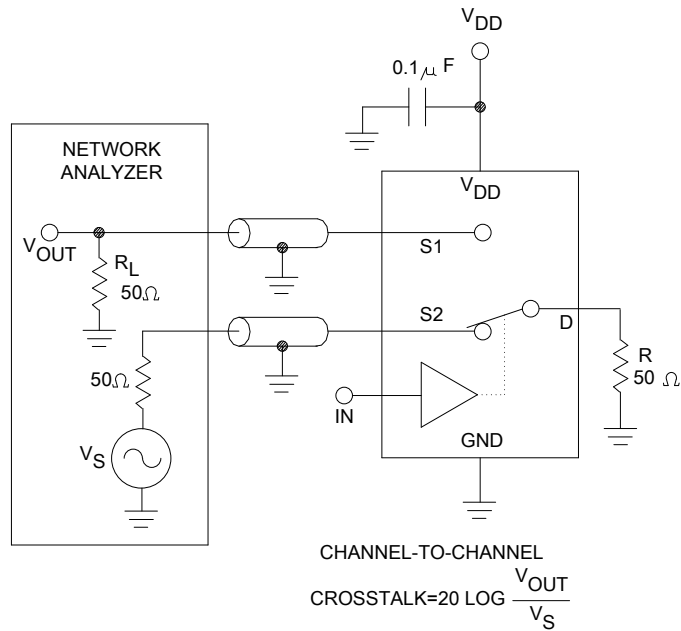 VDD
0.1μ F
NETWORK
ANALYZER
VDD
VOUT
S1
RL
50Ω
S2
D
50Ω
R
50 Ω
IN
VS
GND
CHANNEL-TO-CHANNEL
CROSSTALK=20 LOG VOUT
VS